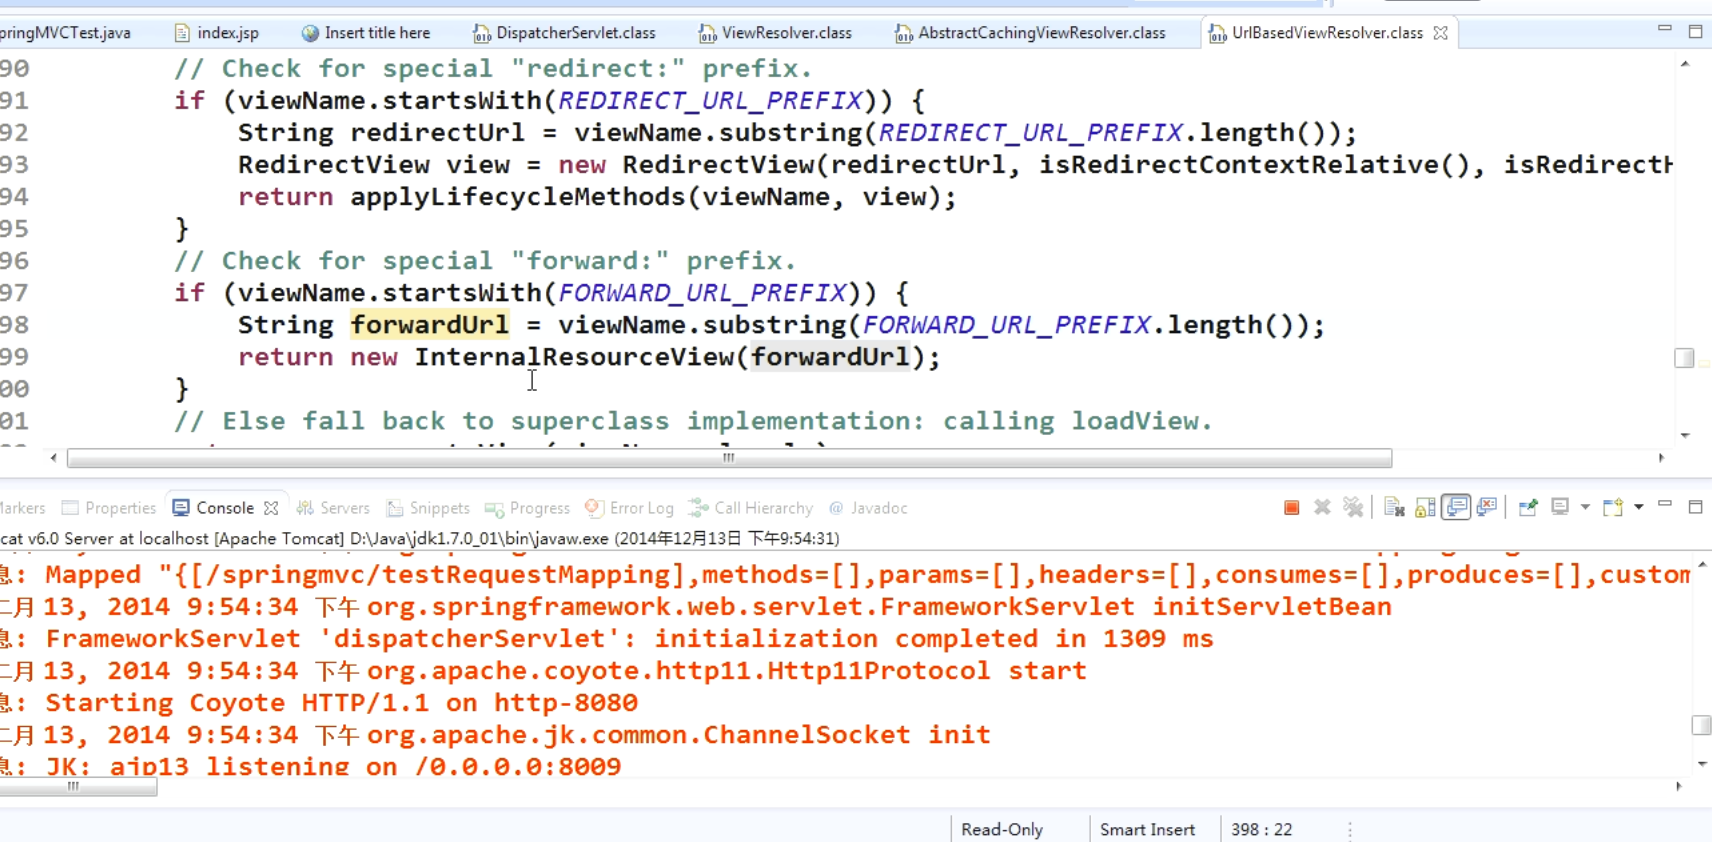 pringMVCTest.java index.jsp Insert title here DispatcherServlet.class ViewResolver.class AbstractCachingViewResolver.class UrlBasedViewResolver.class
90 // Check for special "redirect:" prefix.
91 if (viewName.startsWith(REDIRECT_URL_PREFIX)) {
92 String redirectUrl = viewName.substring(REDIRECT_URL_PREFIX.length());
93 RedirectView view = new RedirectView(redirectUrl, isRedirectContextRelative(), isRedirectH
94 return applyLifecycleMethods(viewName, view);
95 }
96 // Check for special "forward:" prefix.
97 if (viewName.startsWith(FORWARD_URL_PREFIX)) {
98 String forwardUrl = viewName.substring(FORWARD_URL_PREFIX.length());
99 return new InternalResourceView(forwardUrl);
00 }
01 // Else fall back to superclass implementation: calling loadView.
Markers Properties Console Servers Snippets Progress Error Log Call Hierarchy @ Javadoc
cat v6.0 Server at localhost [Apache Tomcat] D:\Java\jdk1.7.0_01\bin\javaw.exe (2014年12月13日 下午9:54:31)
息: Mapped "{[/springmvc/testRequestMapping],methods=[],params=[],headers=[],consumes=[],produces=[],custom
二月 13, 2014 9:54:34 下午 org.springframework.web.servlet.FrameworkServlet initServletBean
息: FrameworkServlet 'dispatcherServlet': initialization completed in 1309 ms
二月 13, 2014 9:54:34 下午 org.apache.coyote.http11.Http11Protocol start
息: Starting Coyote HTTP/1.1 on http-8080
二月 13, 2014 9:54:34 下午 org.apache.jk.common.ChannelSocket init
息: JK: ajp13 listening on /0.0.0.0:8009
Read-Only Smart Insert 398 : 22